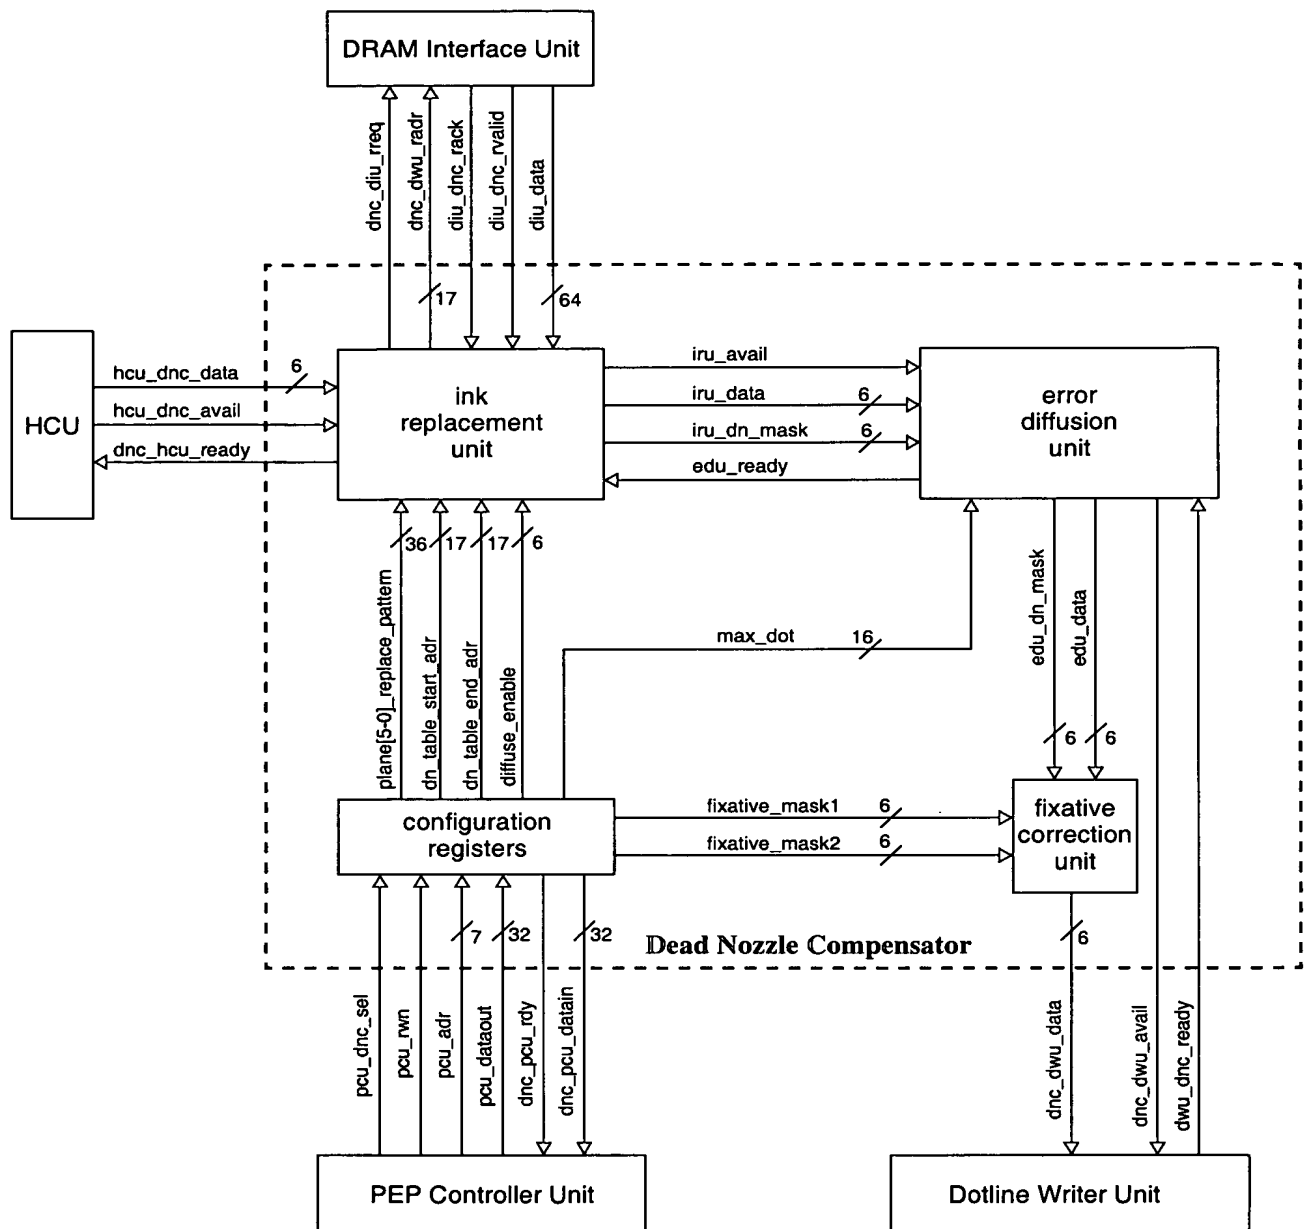 DRAM Interface Unit
dnc_diu_rreq
dnc_dwu_radr
diu_dnc_rack
diu_dnc_rvalid
diu_data
17
64
HCU
hcu_dnc_data
6
hcu_dnc_avail
dnc_hcu_ready
ink
replacement
unit
iru_avail
iru_data
6
iru_dn_mask
6
edu_ready
error
diffusion
unit
36
17
17
6
plane[5-0]_replace_pattern
dn_table_start_adr
dn_table_end_adr
diffuse_enable
max_dot
16
edu_dn_mask
edu_data
6
6
configuration
registers
fixative_mask1
6
fixative_mask2
6
fixative
correction
unit
7
32
32
6
Dead Nozzle Compensator
pcu_dnc_sel
pcu_rwn
pcu_adr
pcu_dataout
dnc_pcu_rdy
dnc_pcu_datain
dnc_dwu_data
dnc_dwu_avail
dwu_dnc_ready
PEP Controller Unit
Dotline Writer Unit